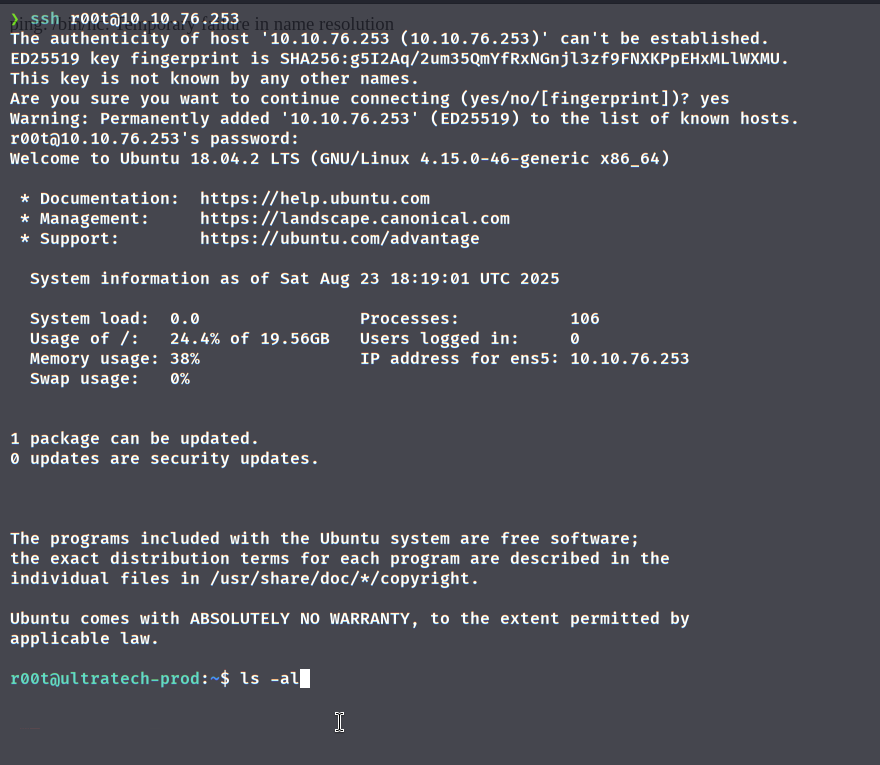 ❯ ssh r00t@10.10.76.253
ping: /bin/nc: Temporary failure in name resolution
The authenticity of host '10.10.76.253 (10.10.76.253)' can't be established.
ED25519 key fingerprint is SHA256:g5I2Aq/2um35QmYfRxNGnjl3zf9FNXKPpEHxMLlWXMU.
This key is not known by any other names.
Are you sure you want to continue connecting (yes/no/[fingerprint])? yes
Warning: Permanently added '10.10.76.253' (ED25519) to the list of known hosts.
r00t@10.10.76.253's password:
Welcome to Ubuntu 18.04.2 LTS (GNU/Linux 4.15.0-46-generic x86_64)
* Documentation:  https://help.ubuntu.com
* Management:     https://landscape.canonical.com
* Support:        https://ubuntu.com/advantage
System information as of Sat Aug 23 18:19:01 UTC 2025
System load:  0.0                Processes:           106
Usage of /:   24.4% of 19.56GB   Users logged in:     0
Memory usage: 38%                IP address for ens5: 10.10.76.253
Swap usage:   0%
1 package can be updated.
0 updates are security updates.
The programs included with the Ubuntu system are free software;
the exact distribution terms for each program are described in the
individual files in /usr/share/doc/*/copyright.
Ubuntu comes with ABSOLUTELY NO WARRANTY, to the extent permitted by
applicable law.
r00t@ultratech-prod:~$ ls -al